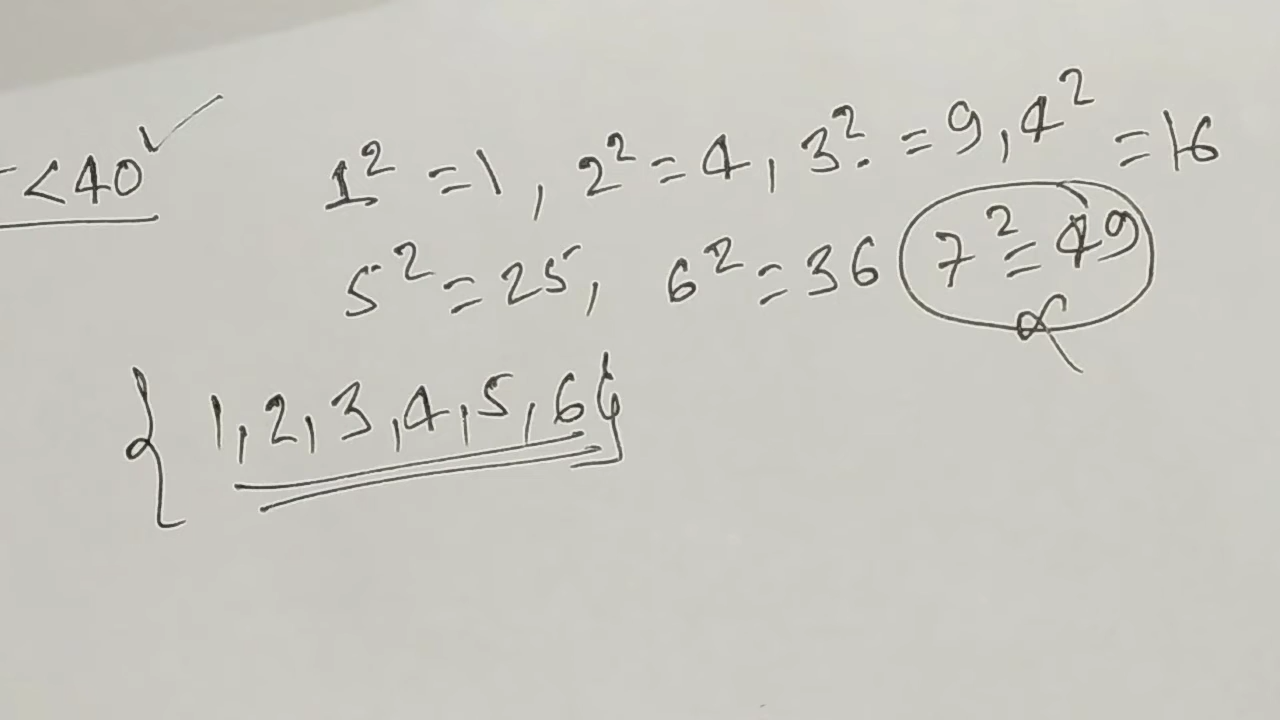 <40
1² =1, 2² = 4, 3² = 9, 4² =16
5² = 25, 6² = 36 7² = 49
{1,2,3,4,5,6}